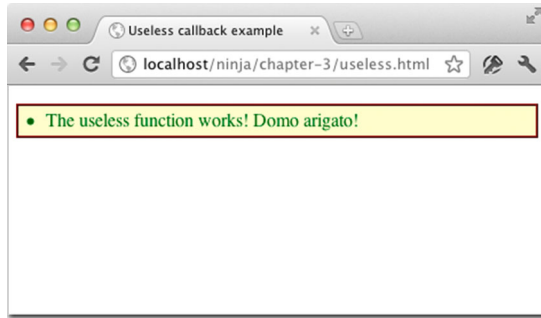 Useless callback example
localhost/ninja/chapter-3/useless.html
• The useless function works! Domo arigato!